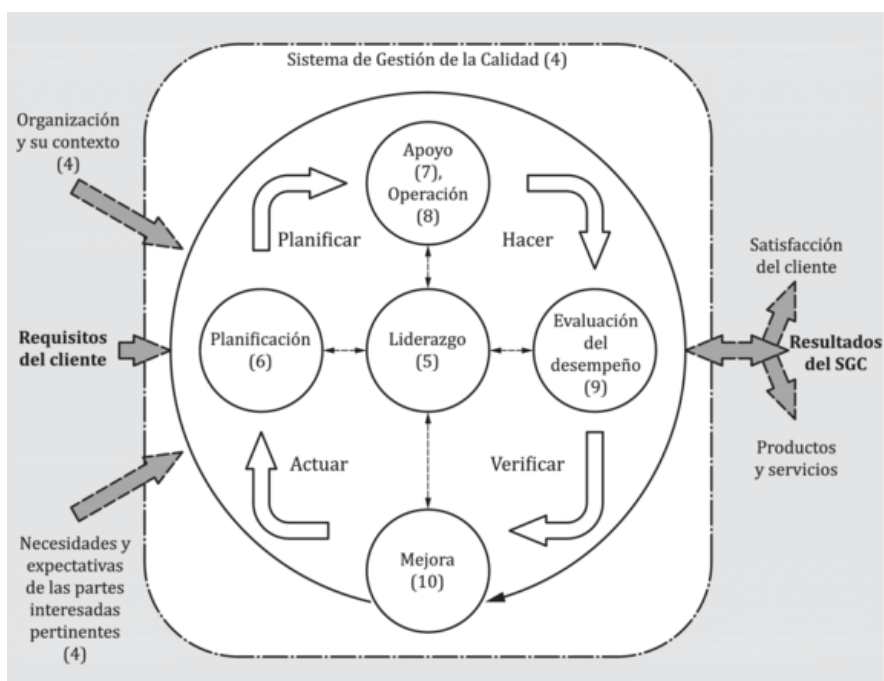 Sistema de Gestión de la Calidad (4)
Organización
y su contexto
(4)
Apoyo
(7),
Operación
(8)
Planificar
Hacer
Satisfacción
del cliente
Requisitos
del cliente
Planificación
(6)
Liderazgo
(5)
Evaluación
del
desempeño
(9)
Resultados
del SGC
Actuar
Verificar
Productos
y servicios
Necesidades y
expectativas
de las partes
interesadas
pertinentes
(4)
Mejora
(10)